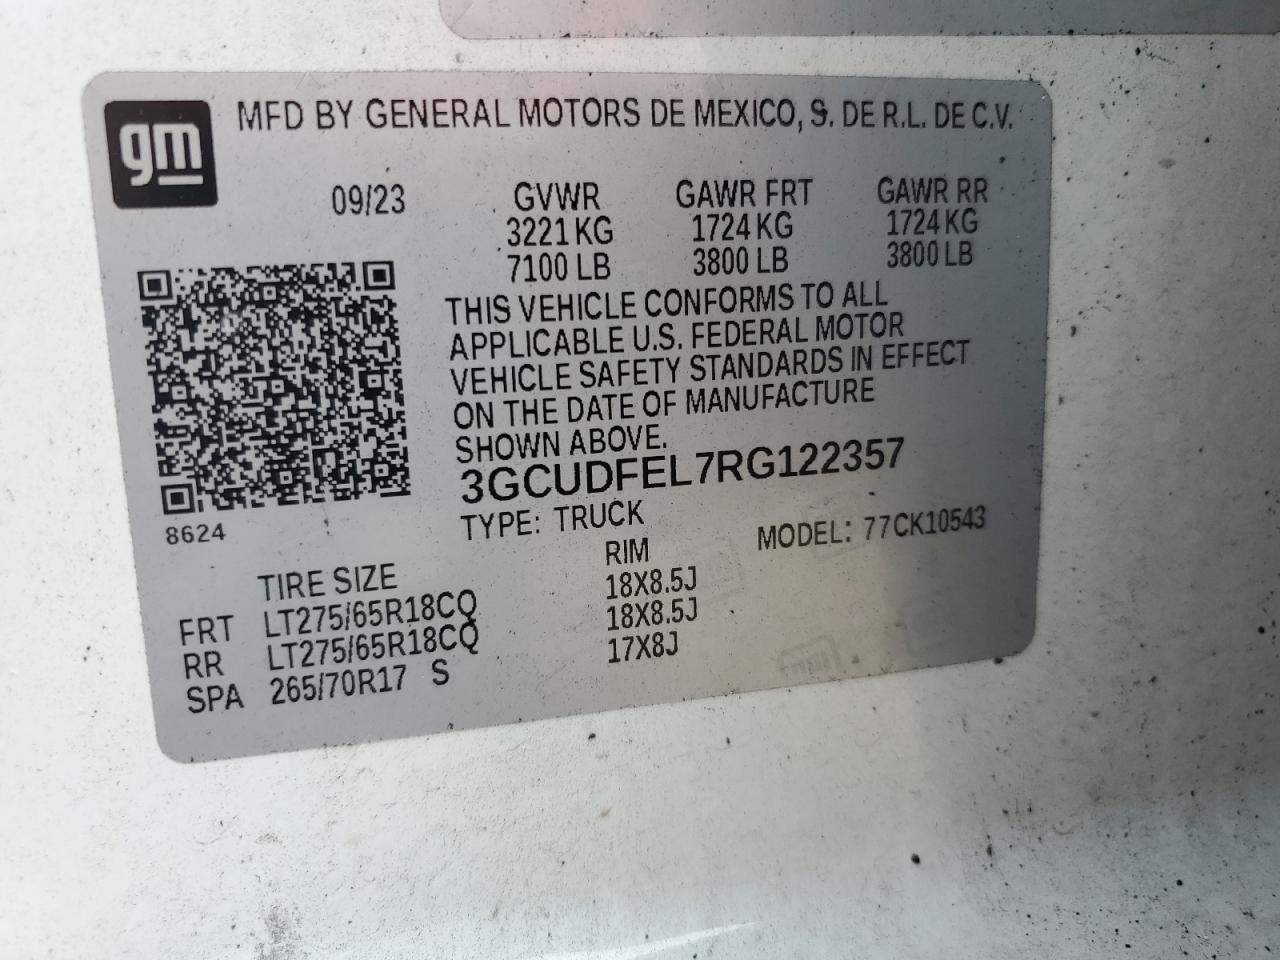 gm
MFD BY GENERAL MOTORS DE MEXICO, S. DE R.L. DE C.V.
09/23 GVWR GAWR FRT GAWR RR
3221 KG 1724 KG 1724 KG
7100 LB 3800 LB 3800 LB
THIS VEHICLE CONFORMS TO ALL
APPLICABLE U.S. FEDERAL MOTOR
VEHICLE SAFETY STANDARDS IN EFFECT
ON THE DATE OF MANUFACTURE
SHOWN ABOVE.
3GCUDFEL7RG122357
8624
TYPE: TRUCK MODEL: 77CK10543
TIRE SIZE RIM
FRT LT275/65R18CQ 18X8.5J
RR LT275/65R18CQ 18X8.5J
SPA 265/70R17 S 17X8J